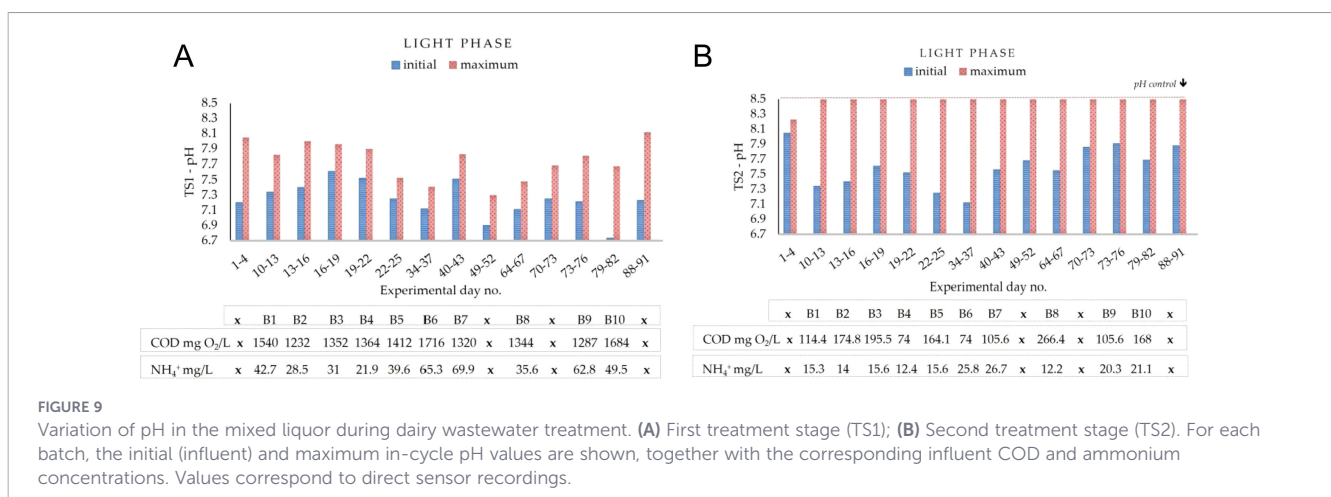 A
LIGHT PHASE
initial maximum
TS1 - pH
8.5
8.3
8.1
7.9
7.7
7.5
7.3
7.1
6.9
6.7
1-4 10-13 13-16 16-19 19-22 22-25 34-37 40-43 49-52 64-67 70-73 73-76 79-82 88-91
Experimental day no.
x B1 B2 B3 B4 B5 B6 B7 x B8 x B9 B10 x
COD mg O₂/L x 1540 1232 1352 1364 1412 1716 1320 x 1344 x 1287 1684 x
NH₄⁺ mg/L x 42.7 28.5 31 21.9 39.6 65.3 69.9 x 35.6 x 62.8 49.5 x
B
LIGHT PHASE
initial maximum
pH control ↓
TS2 - pH
8.5
8.3
8.1
7.9
7.7
7.5
7.3
7.1
6.9
6.7
1-4 10-13 13-16 16-19 19-22 22-25 34-37 40-43 49-52 64-67 70-73 73-76 79-82 88-91
Experimental day no.
x B1 B2 B3 B4 B5 B6 B7 x B8 x B9 B10 x
COD mg O₂/L x 114.4 174.8 195.5 74 164.1 74 105.6 x 266.4 x 105.6 168 x
NH₄⁺ mg/L x 15.3 14 15.6 12.4 15.6 25.8 26.7 x 12.2 x 20.3 21.1 x
FIGURE 9
Variation of pH in the mixed liquor during dairy wastewater treatment. (A) First treatment stage (TS1); (B) Second treatment stage (TS2). For each
batch, the initial (influent) and maximum in-cycle pH values are shown, together with the corresponding influent COD and ammonium
concentrations. Values correspond to direct sensor recordings.